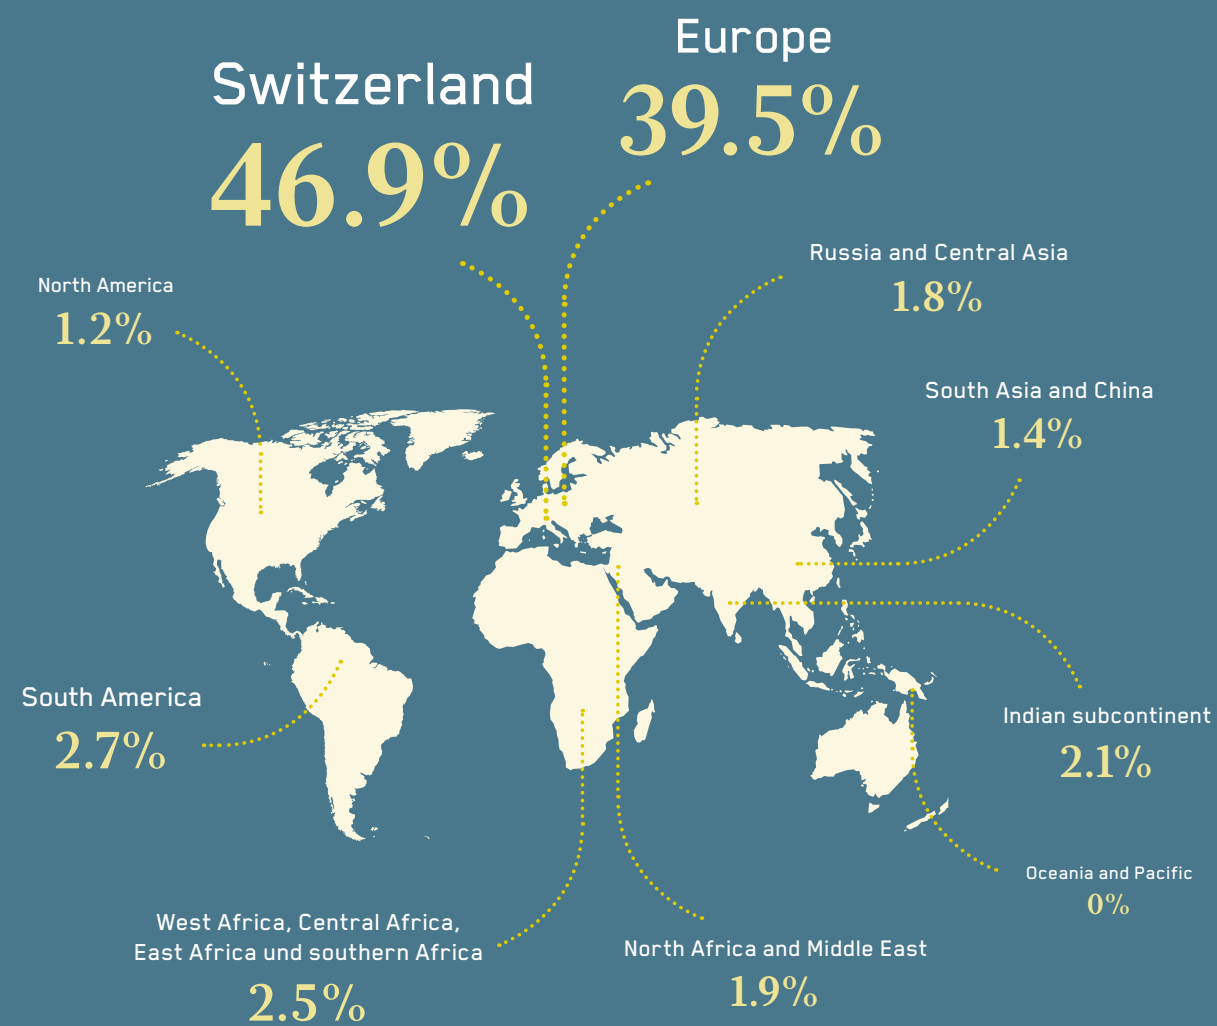 Europe
39.5%
Switzerland
46.9%
Russia and Central Asia
1.8%
North America
1.2%
South Asia and China
1.4%
South America
2.7%
Indian subcontinent
2.1%
Oceania and Pacific
0%
West Africa, Central Africa,
East Africa und southern Africa
2.5%
North Africa and Middle East
1.9%